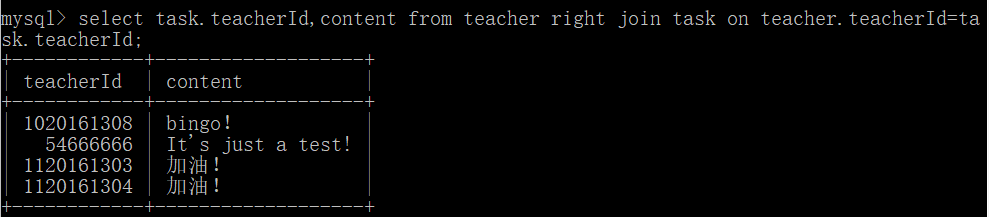 mysql> select task.teacherId,content from teacher right join task on teacher.teacherId=ta
sk.teacherId;
+------------+-------------------+
| teacherId | content |
+------------+-------------------+
| 1020161308 | bingo! |
| 54666666 | It's just a test! |
| 1120161303 | 加油! |
| 1120161304 | 加油! |
+------------+-------------------+